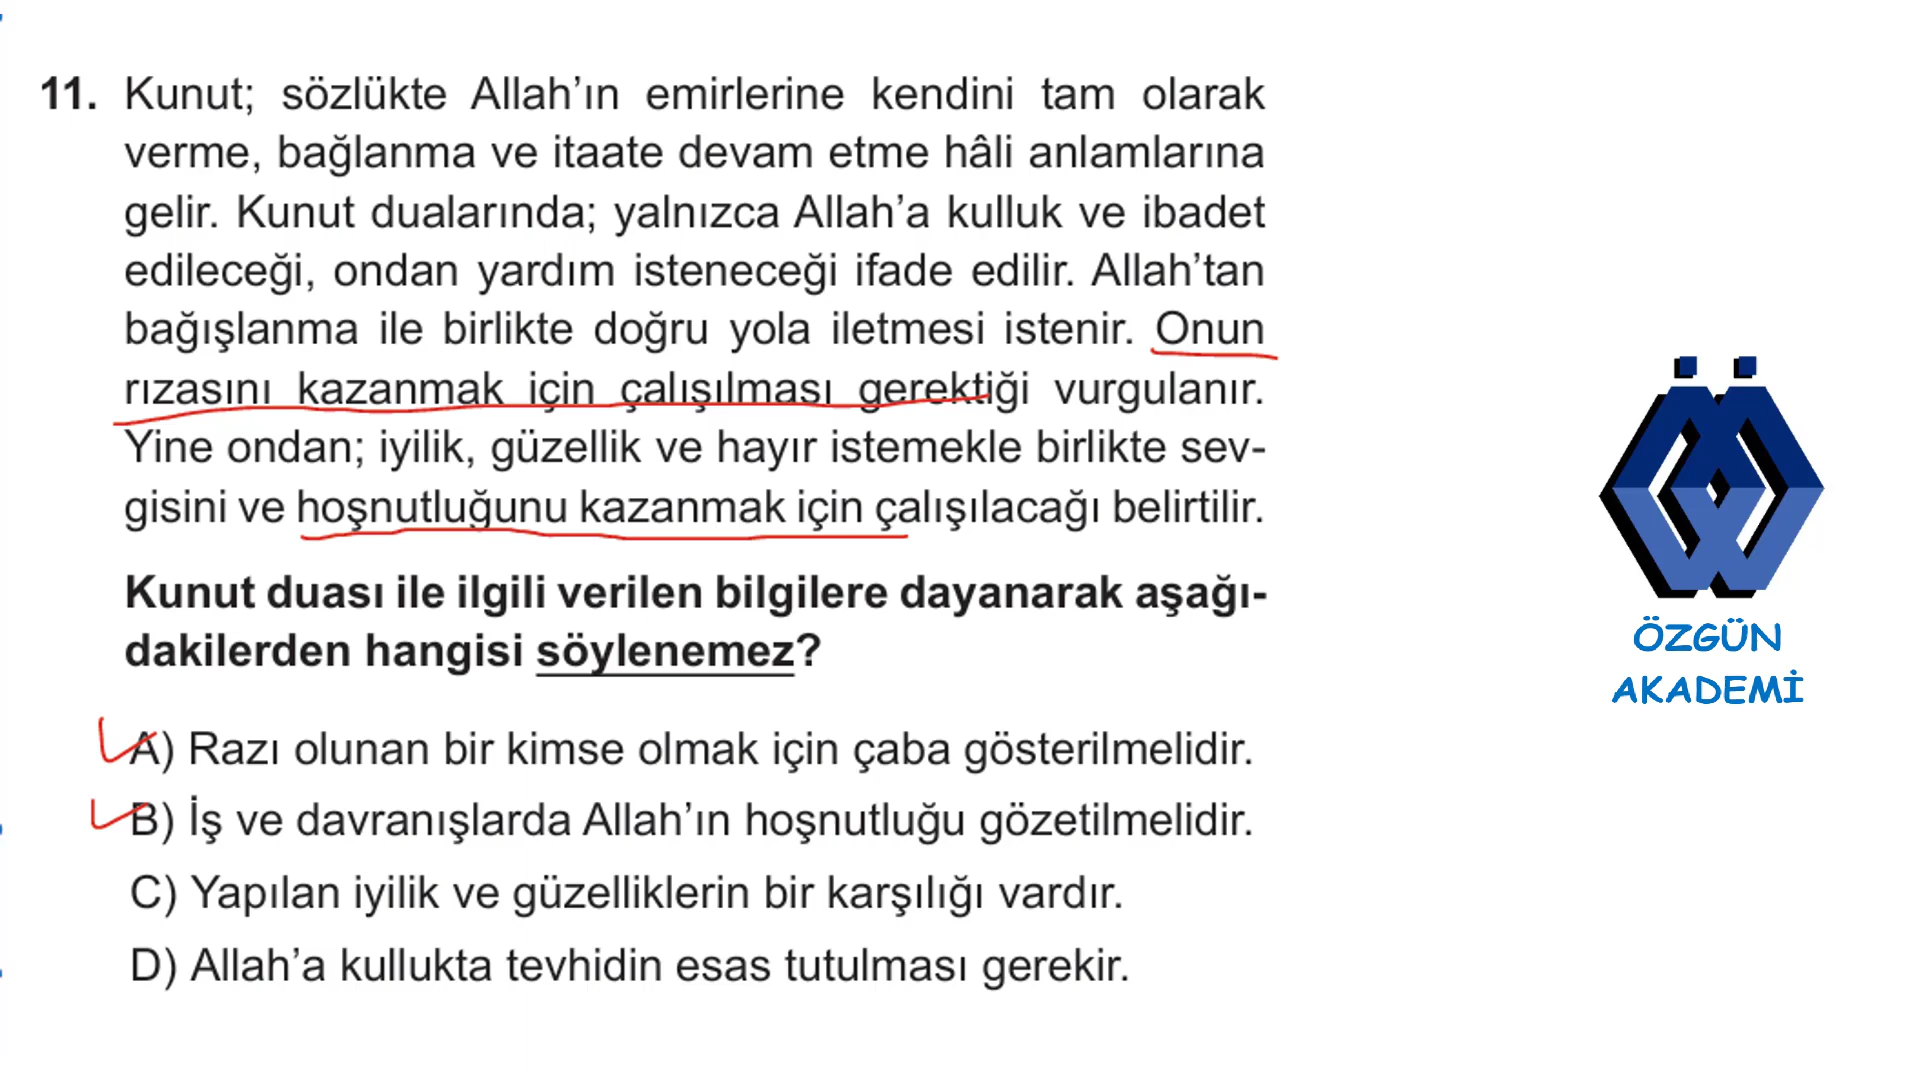 11. Kunut; sözlükte Allah’ın emirlerine kendini tam olarak
verme, bağlanma ve itaate devam etme hâli anlamlarına
gelir. Kunut dualarında; yalnızca Allah’a kulluk ve ibadet
edileceği, ondan yardım isteneceği ifade edilir. Allah’tan
bağışlanma ile birlikte doğru yola iletmesi istenir. Onun
rızasını kazanmak için çalışılması gerektiği vurgulanır.
Yine ondan; iyilik, güzellik ve hayır istemekle birlikte sev-
gisini ve hoşnutluğunu kazanmak için çalışılacağı belirtilir.
Kunut duası ile ilgili verilen bilgilere dayanarak aşağı-
dakilerden hangisi söylenemez?
A) Razı olunan bir kimse olmak için çaba gösterilmelidir.
B) İş ve davranışlarda Allah’ın hoşnutluğu gözetilmelidir.
C) Yapılan iyilik ve güzelliklerin bir karşılığı vardır.
D) Allah’a kullukta tevhidin esas tutulması gerekir.
ÖZGÜN
AKADEMİ